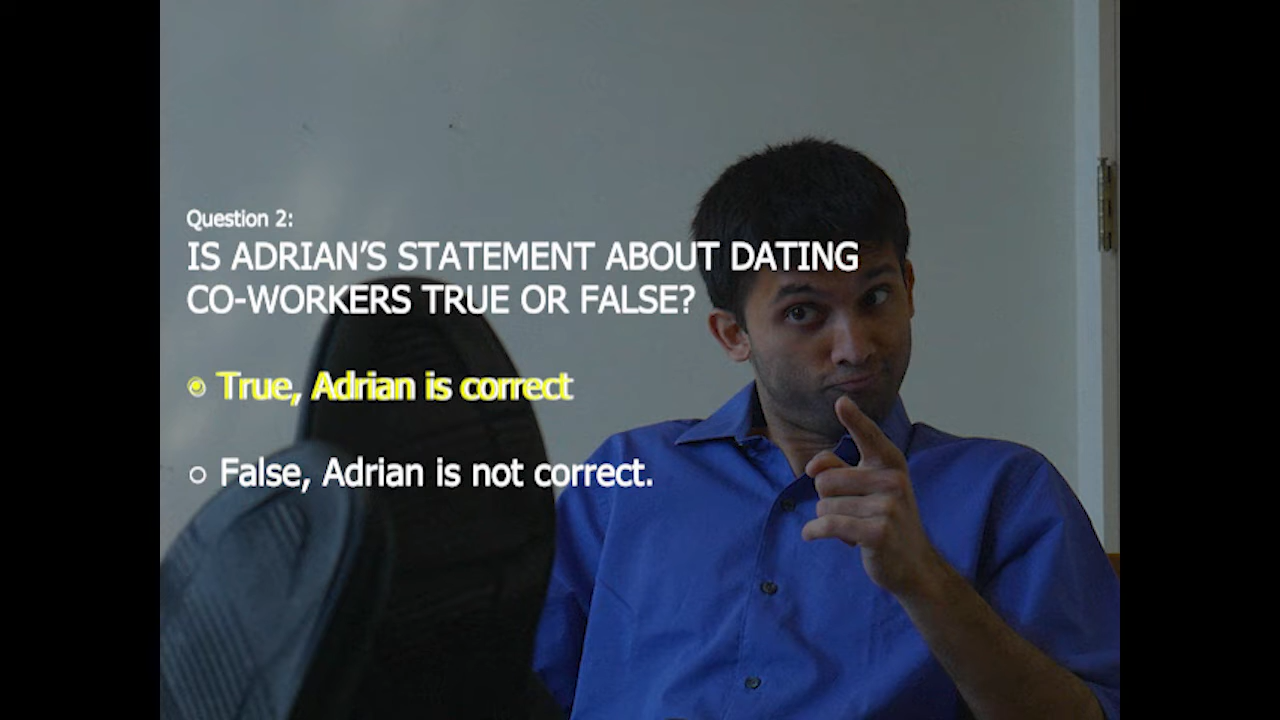 Question 2:
IS ADRIAN'S STATEMENT ABOUT DATING
CO-WORKERS TRUE OR FALSE?
True, Adrian is correct
False, Adrian is not correct.